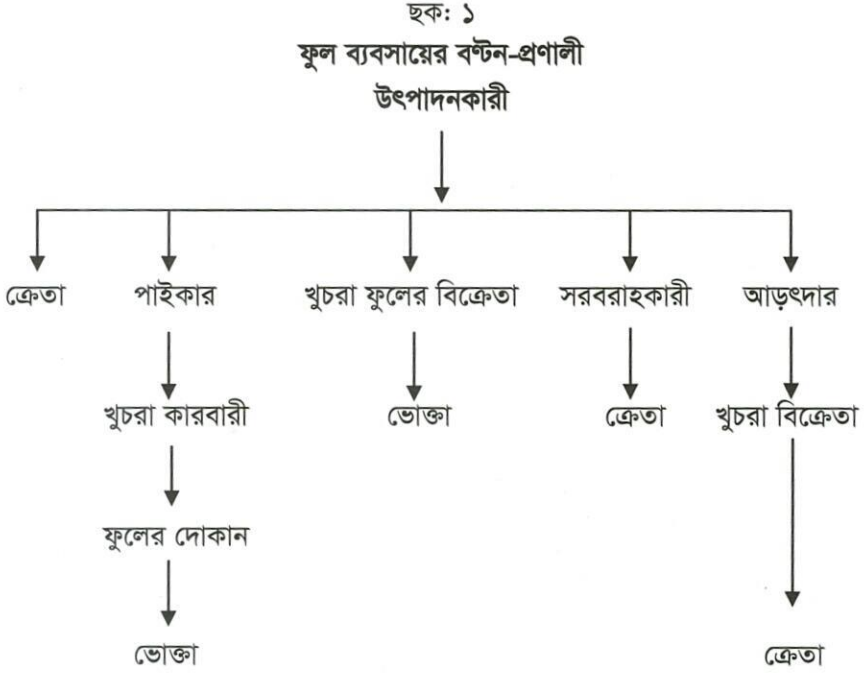 ছক: ১
ফুল ব্যবসায়ের বণ্টন-প্রণালী
উৎপাদনকারী
ক্রেতা পাইকার খুচরা ফুলের বিক্রেতা সরবরাহকারী আড়ৎদার
খুচরা কারবারী ভোক্তা ক্রেতা খুচরা বিক্রেতা
ফুলের দোকান
ভোক্তা ক্রেতা